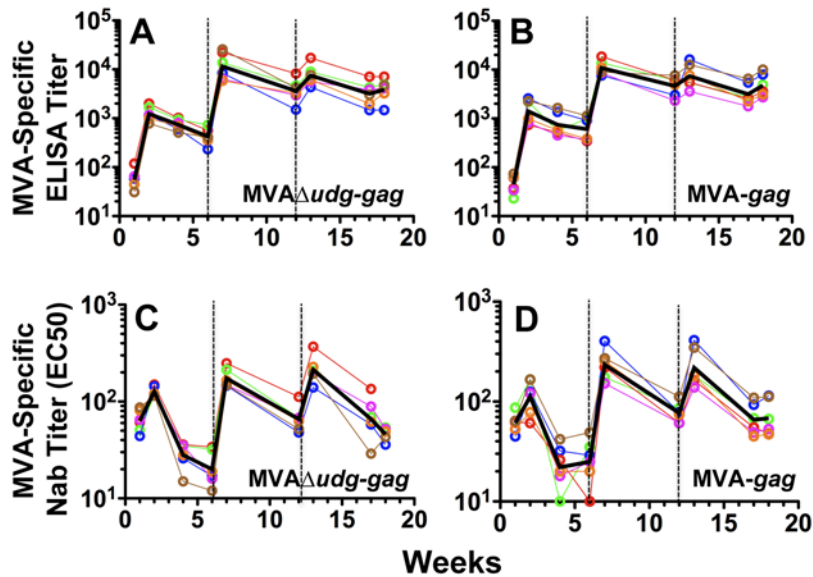 MVA-Specific
ELISA Titer
A
10^5
10^4
10^3
10^2
10^1
MVAΔudg-gag
0 5 10 15 20
B
10^5
10^4
10^3
10^2
10^1
MVA-gag
0 5 10 15 20
MVA-Specific
Nab Titer (EC50)
C
10^3
10^2
10^1
MVAΔudg-gag
0 5 10 15 20
D
10^3
10^2
10^1
MVA-gag
0 5 10 15 20
Weeks